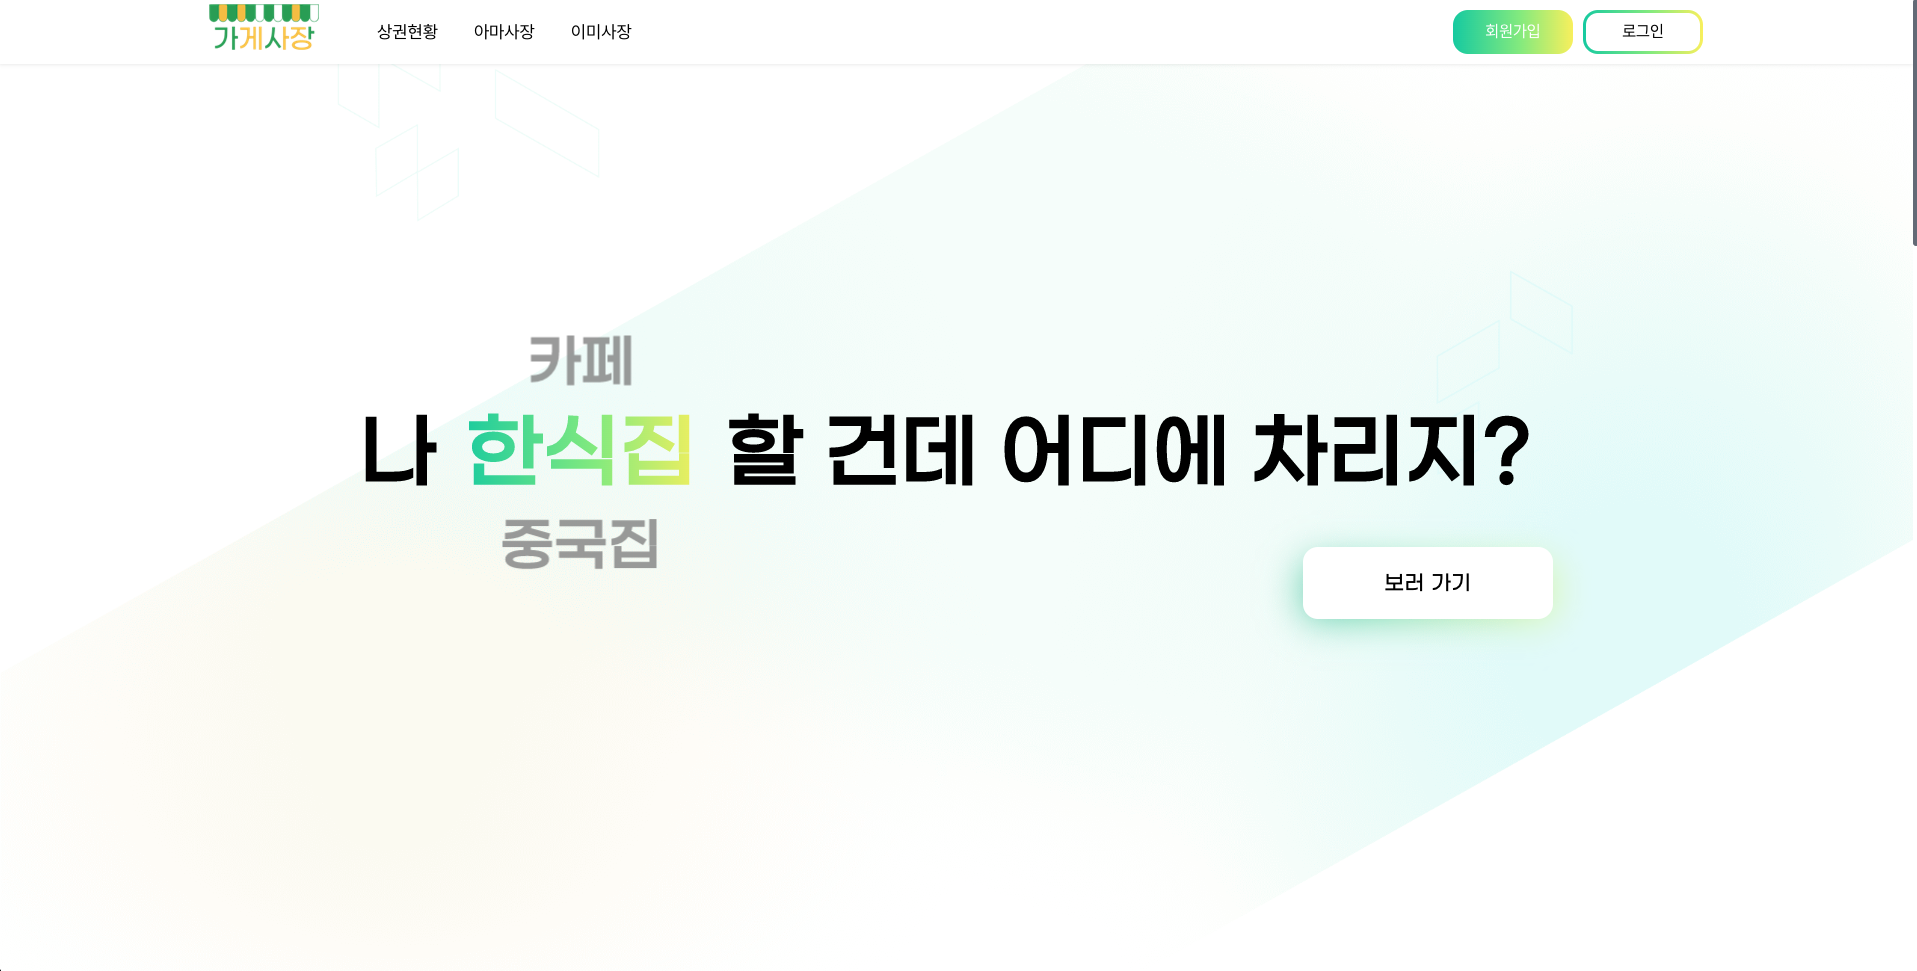 가게사장
상권현황 아마사장 이미사장
회원가입 로그인
카페
나 한식집 할 건데 어디에 차리지?
중국집
보러 가기